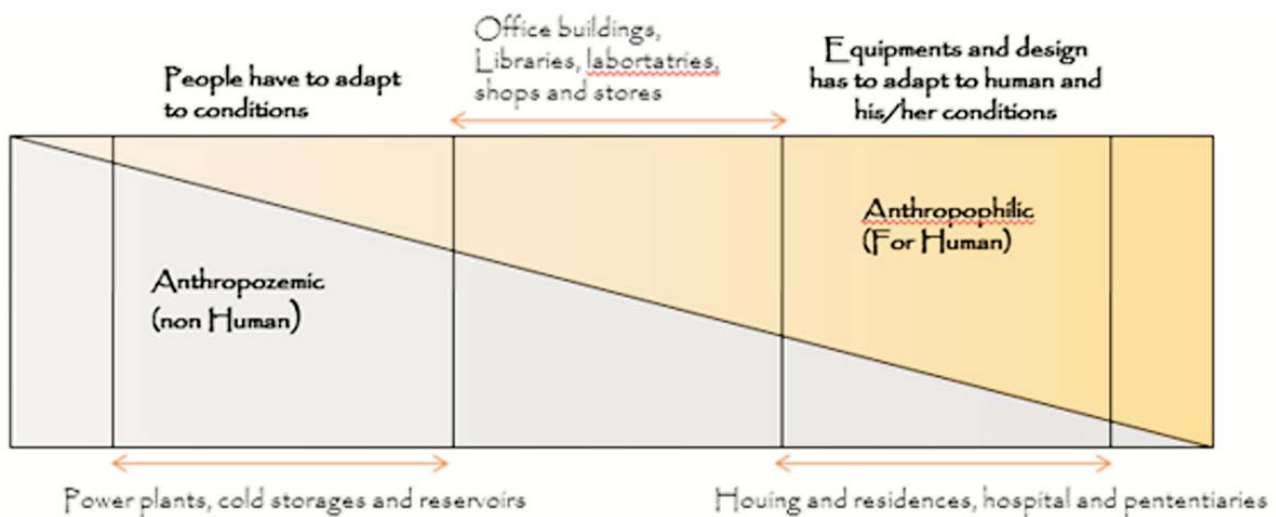 Office buildings,
Libraries, labortatries,
shops and stores
People have to adapt
to conditions
Equipments and design
has to adapt to human and
his/her conditions
Anthropophilic
(For Human)
Anthropozemic
(non Human)
Power plants, cold storages and reservoirs
Houing and residences, hospital and pententiaries